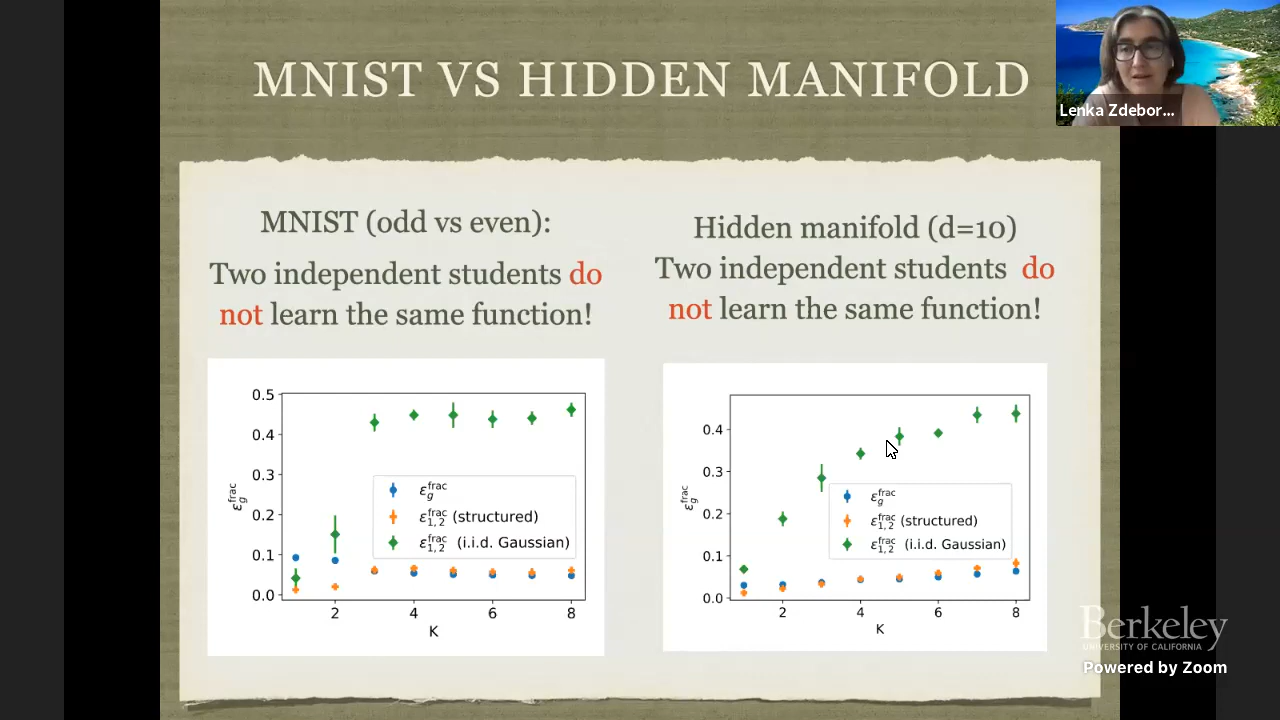 MNIST VS HIDDEN MANIFOLD
Lenka Zdebor...
MNIST (odd vs even):
Two independent students do
not learn the same function!
Hidden manifold (d=10)
Two independent students do
not learn the same function!
0.5
0.4
0.3
0.2
0.1
0.0
ε_g^frac
ε_g^frac
ε_{1,2}^frac (structured)
ε_{1,2}^frac (i.i.d. Gaussian)
2 4 6 8
K
0.4
0.3
0.2
0.1
0.0
ε_g^frac
ε_g^frac
ε_{1,2}^frac (structured)
ε_{1,2}^frac (i.i.d. Gaussian)
2 4 6 8
K
Berkeley
UNIVERSITY OF CALIFORNIA
Powered by Zoom